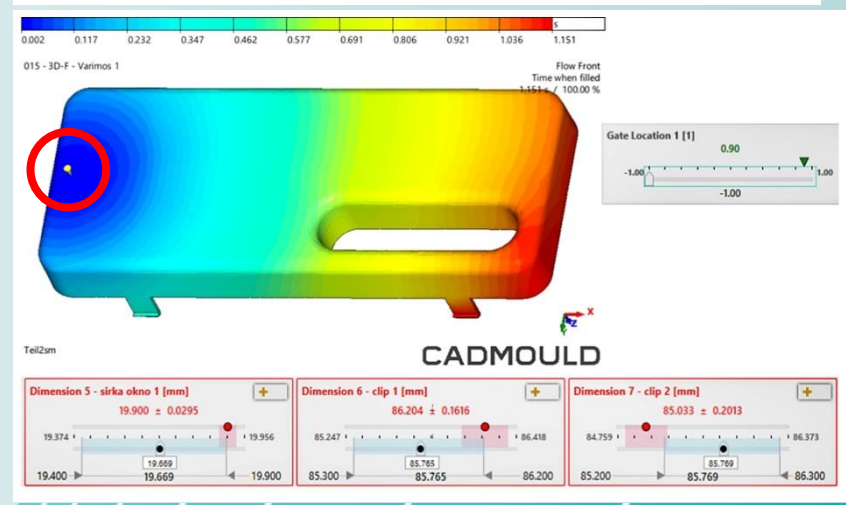 s
0.002 0.117 0.232 0.347 0.462 0.577 0.691 0.806 0.921 1.036 1.151
015 - 3D-F - Varimos 1
Flow Front
Time when filled
1.151 s / 100.00 %
Gate Location 1 [1]
0.90
-1.00 1.00
-1.00
X
Z
Teil2sm
CADMOULD
Dimension 5 - sirka okno 1 [mm] +
19.900 ± 0.0295
19.374 19.956
19.669
19.400 19.669 19.900
Dimension 6 - clip 1 [mm] +
86.204 ± 0.1616
85.247 86.418
85.765
85.300 85.765 86.200
Dimension 7 - clip 2 [mm] +
85.033 ± 0.2013
84.759 86.373
85.769
85.200 85.769 86.300